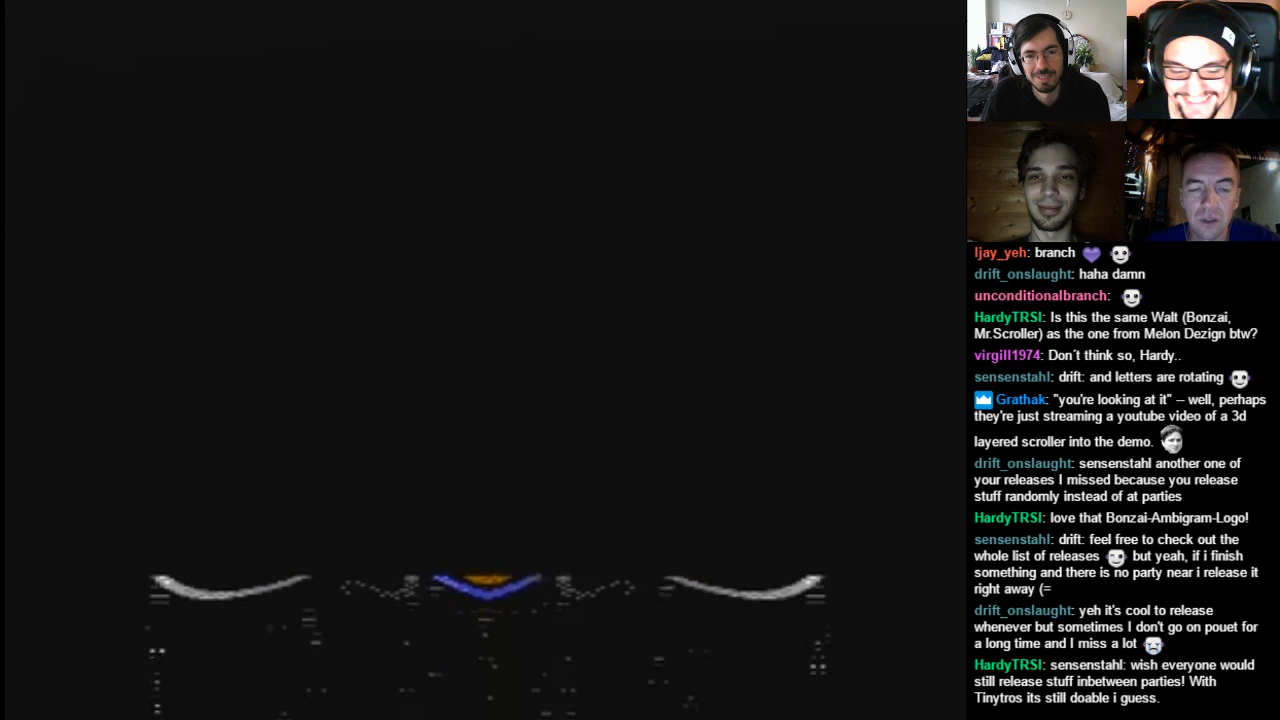 ljay_yeh: branch
drift_onslaught: haha damn
unconditionalbranch:
HardyTRSI: Is this the same Walt (Bonzai,
Mr.Scroller) as the one from Melon Dezign btw?
virgill1974: Don´t think so, Hardy..
sensenstahl: drift: and letters are rotating
Grathak: "you're looking at it" – well, perhaps
they're just streaming a youtube video of a 3d
layered scroller into the demo.
drift_onslaught: sensenstahl another one of
your releases I missed because you release
stuff randomly instead of at parties
HardyTRSI: love that Bonzai-Ambigram-Logo!
sensenstahl: drift: feel free to check out the
whole list of releases but yeah, if i finish
something and there is no party near i release it
right away (=
drift_onslaught: yeh it's cool to release
whenever but sometimes I don't go on pouet for
a long time and I miss a lot
HardyTRSI: sensenstahl: wish everyone would
still release stuff inbetween parties! With
Tinytros its still doable i guess.